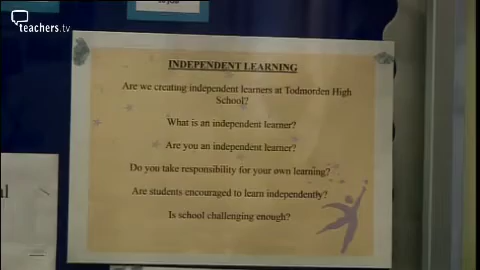 teachers.tv
INDEPENDENT LEARNING
Are we creating independent learners at Todmorden High
School?
What is an independent learner?
Are you an independent learner?
Do you take responsibility for your own learning?
Are students encouraged to learn independently?
Is school challenging enough?